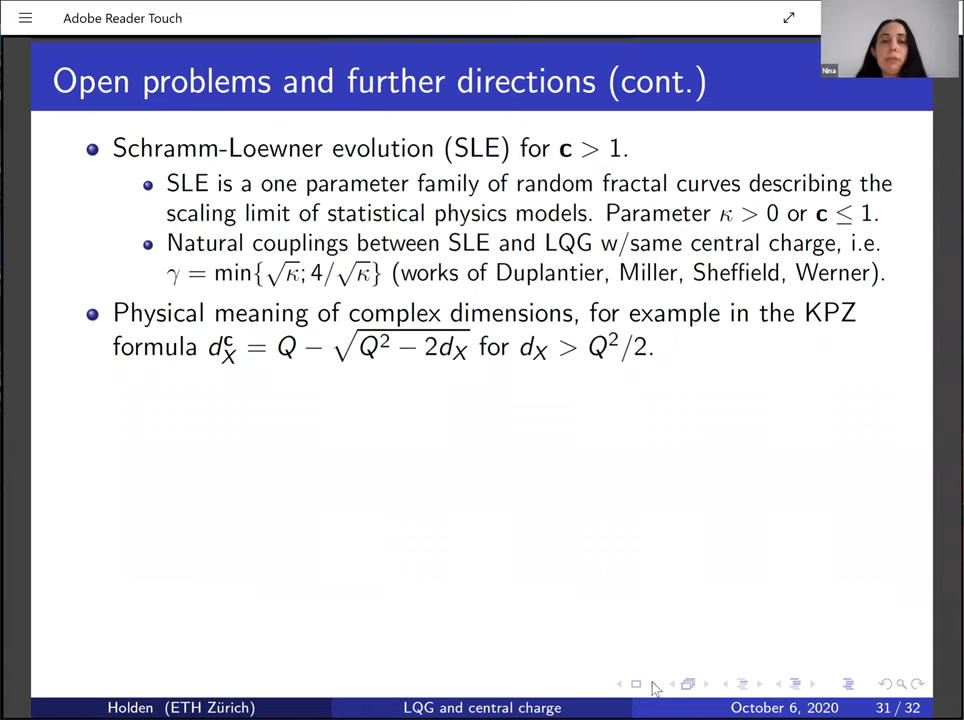 Adobe Reader Touch
Nina
Open problems and further directions (cont.)
Schramm-Loewner evolution (SLE) for c > 1.
SLE is a one parameter family of random fractal curves describing the
scaling limit of statistical physics models. Parameter κ > 0 or c ≤ 1.
Natural couplings between SLE and LQG w/same central charge, i.e.
γ = min{√κ; 4/√κ} (works of Duplantier, Miller, Sheffield, Werner).
Physical meaning of complex dimensions, for example in the KPZ
formula d_X^c = Q − √(Q² − 2d_X) for d_X > Q²/2.
Holden (ETH Zürich) LQG and central charge October 6, 2020 31 / 32